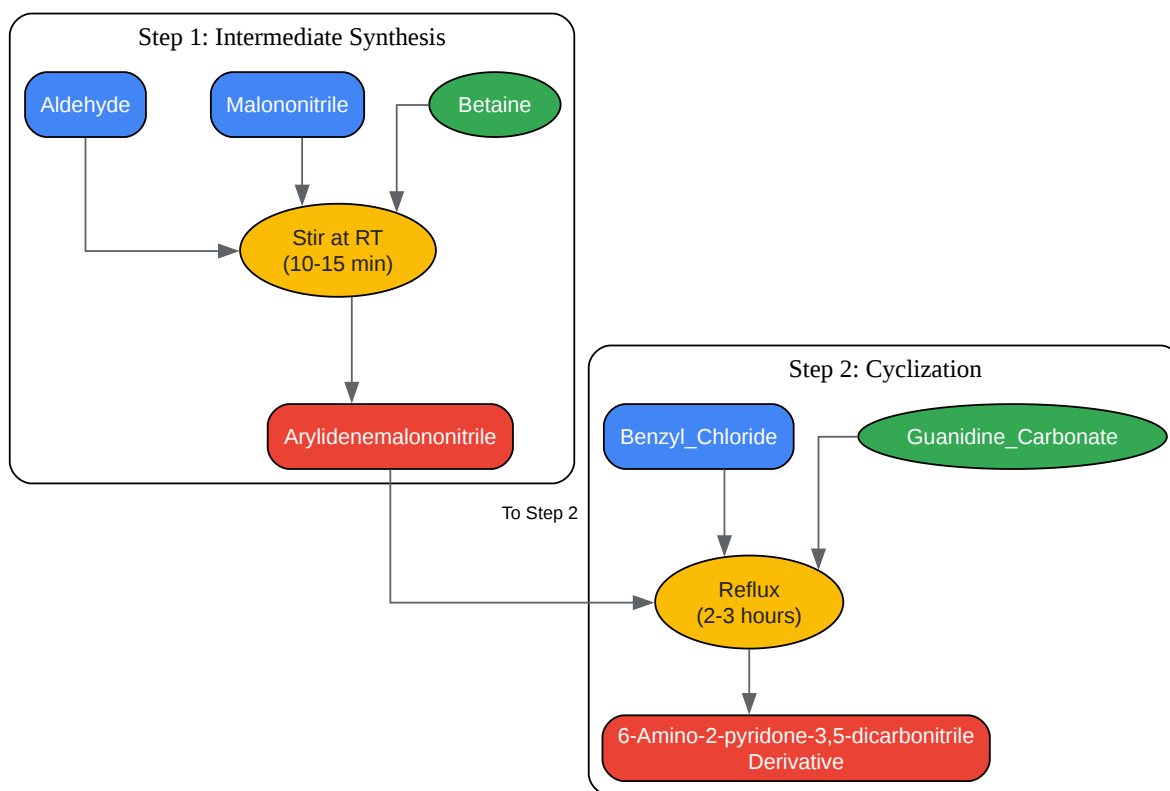 Step 1: Intermediate Synthesis
Aldehyde
Malononitrile
Betaine
Stir at RT
(10-15 min)
Arylidenemalononitrile
To Step 2
Step 2: Cyclization
Benzyl_Chloride
Guanidine_Carbonate
Reflux
(2-3 hours)
6-Amino-2-pyridone-3,5-dicarbonitrile
Derivative